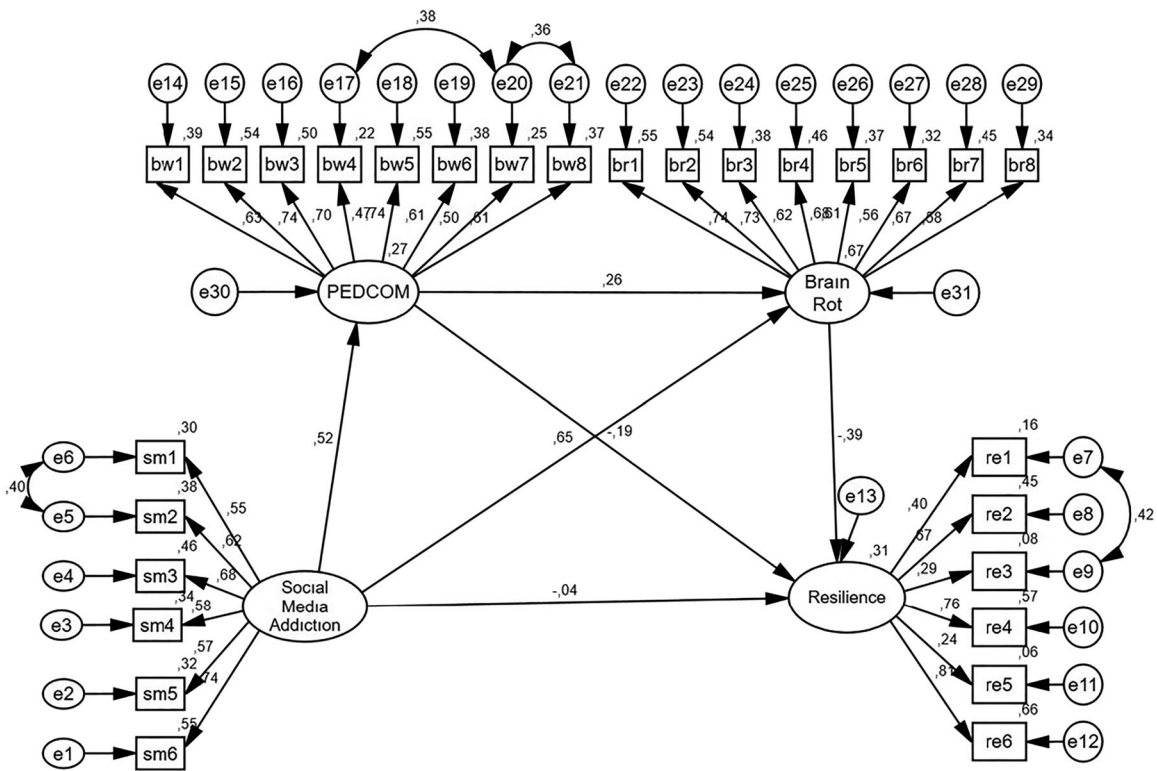 ,38
,36
e14 e15 e16 e17 e18 e19 e20 e21 e22 e23 e24 e25 e26 e27 e28 e29
,39 ,54 ,50 ,22 ,55 ,38 ,25 ,37 ,55 ,54 ,38 ,46 ,37 ,32 ,45 ,34
bw1 bw2 bw3 bw4 bw5 bw6 bw7 bw8 br1 br2 br3 br4 br5 br6 br7 br8
,63 ,74 ,70 ,47 ,74 ,61 ,50 ,61 ,74 ,73 ,62 ,68 ,61 ,56 ,67 ,58
,27 ,67
e30 PEDCOM ,26 Brain
Rot e31
,52 ,65 -,19 -,39
,30 ,16
e6 sm1 re1 e7
,40 ,38 ,55 e13 ,40 ,45 ,42
e5 sm2 re2 e8
,46 ,62 ,31 ,67 ,08
e4 sm3 ,68 ,29 re3 e9
,34 ,58 Social
Media
Addiction -,04 Resilience ,76 ,57
e3 sm4 re4 e10
,57 ,24 ,06
,32 ,74 ,81
e2 sm5 re5 e11
,55 ,66
e1 sm6 re6 e12